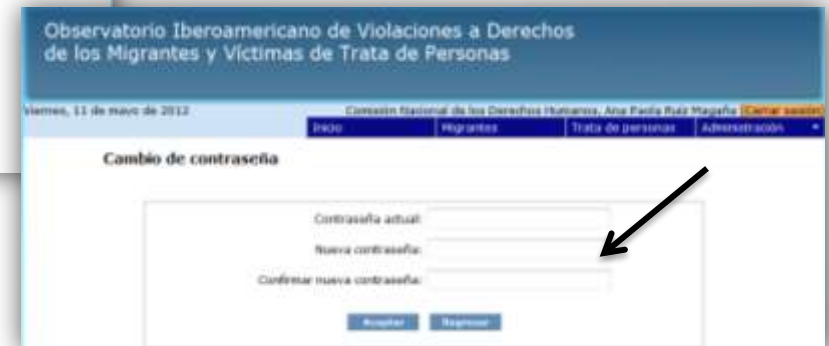 Observatorio Iberoamericano de Violaciones a Derechos
de los Migrantes y Víctimas de Trata de Personas
Viernes, 11 de mayo de 2012
Comisión Nacional de los Derechos Humanos, Ana Paola Ruiz Magaña (Cerrar sesión)
Inicio Migrantes Trata de personas Administración
Cambio de contraseña
Contraseña actual:
Nueva contraseña:
Confirmar nueva contraseña:
Aceptar Regresar